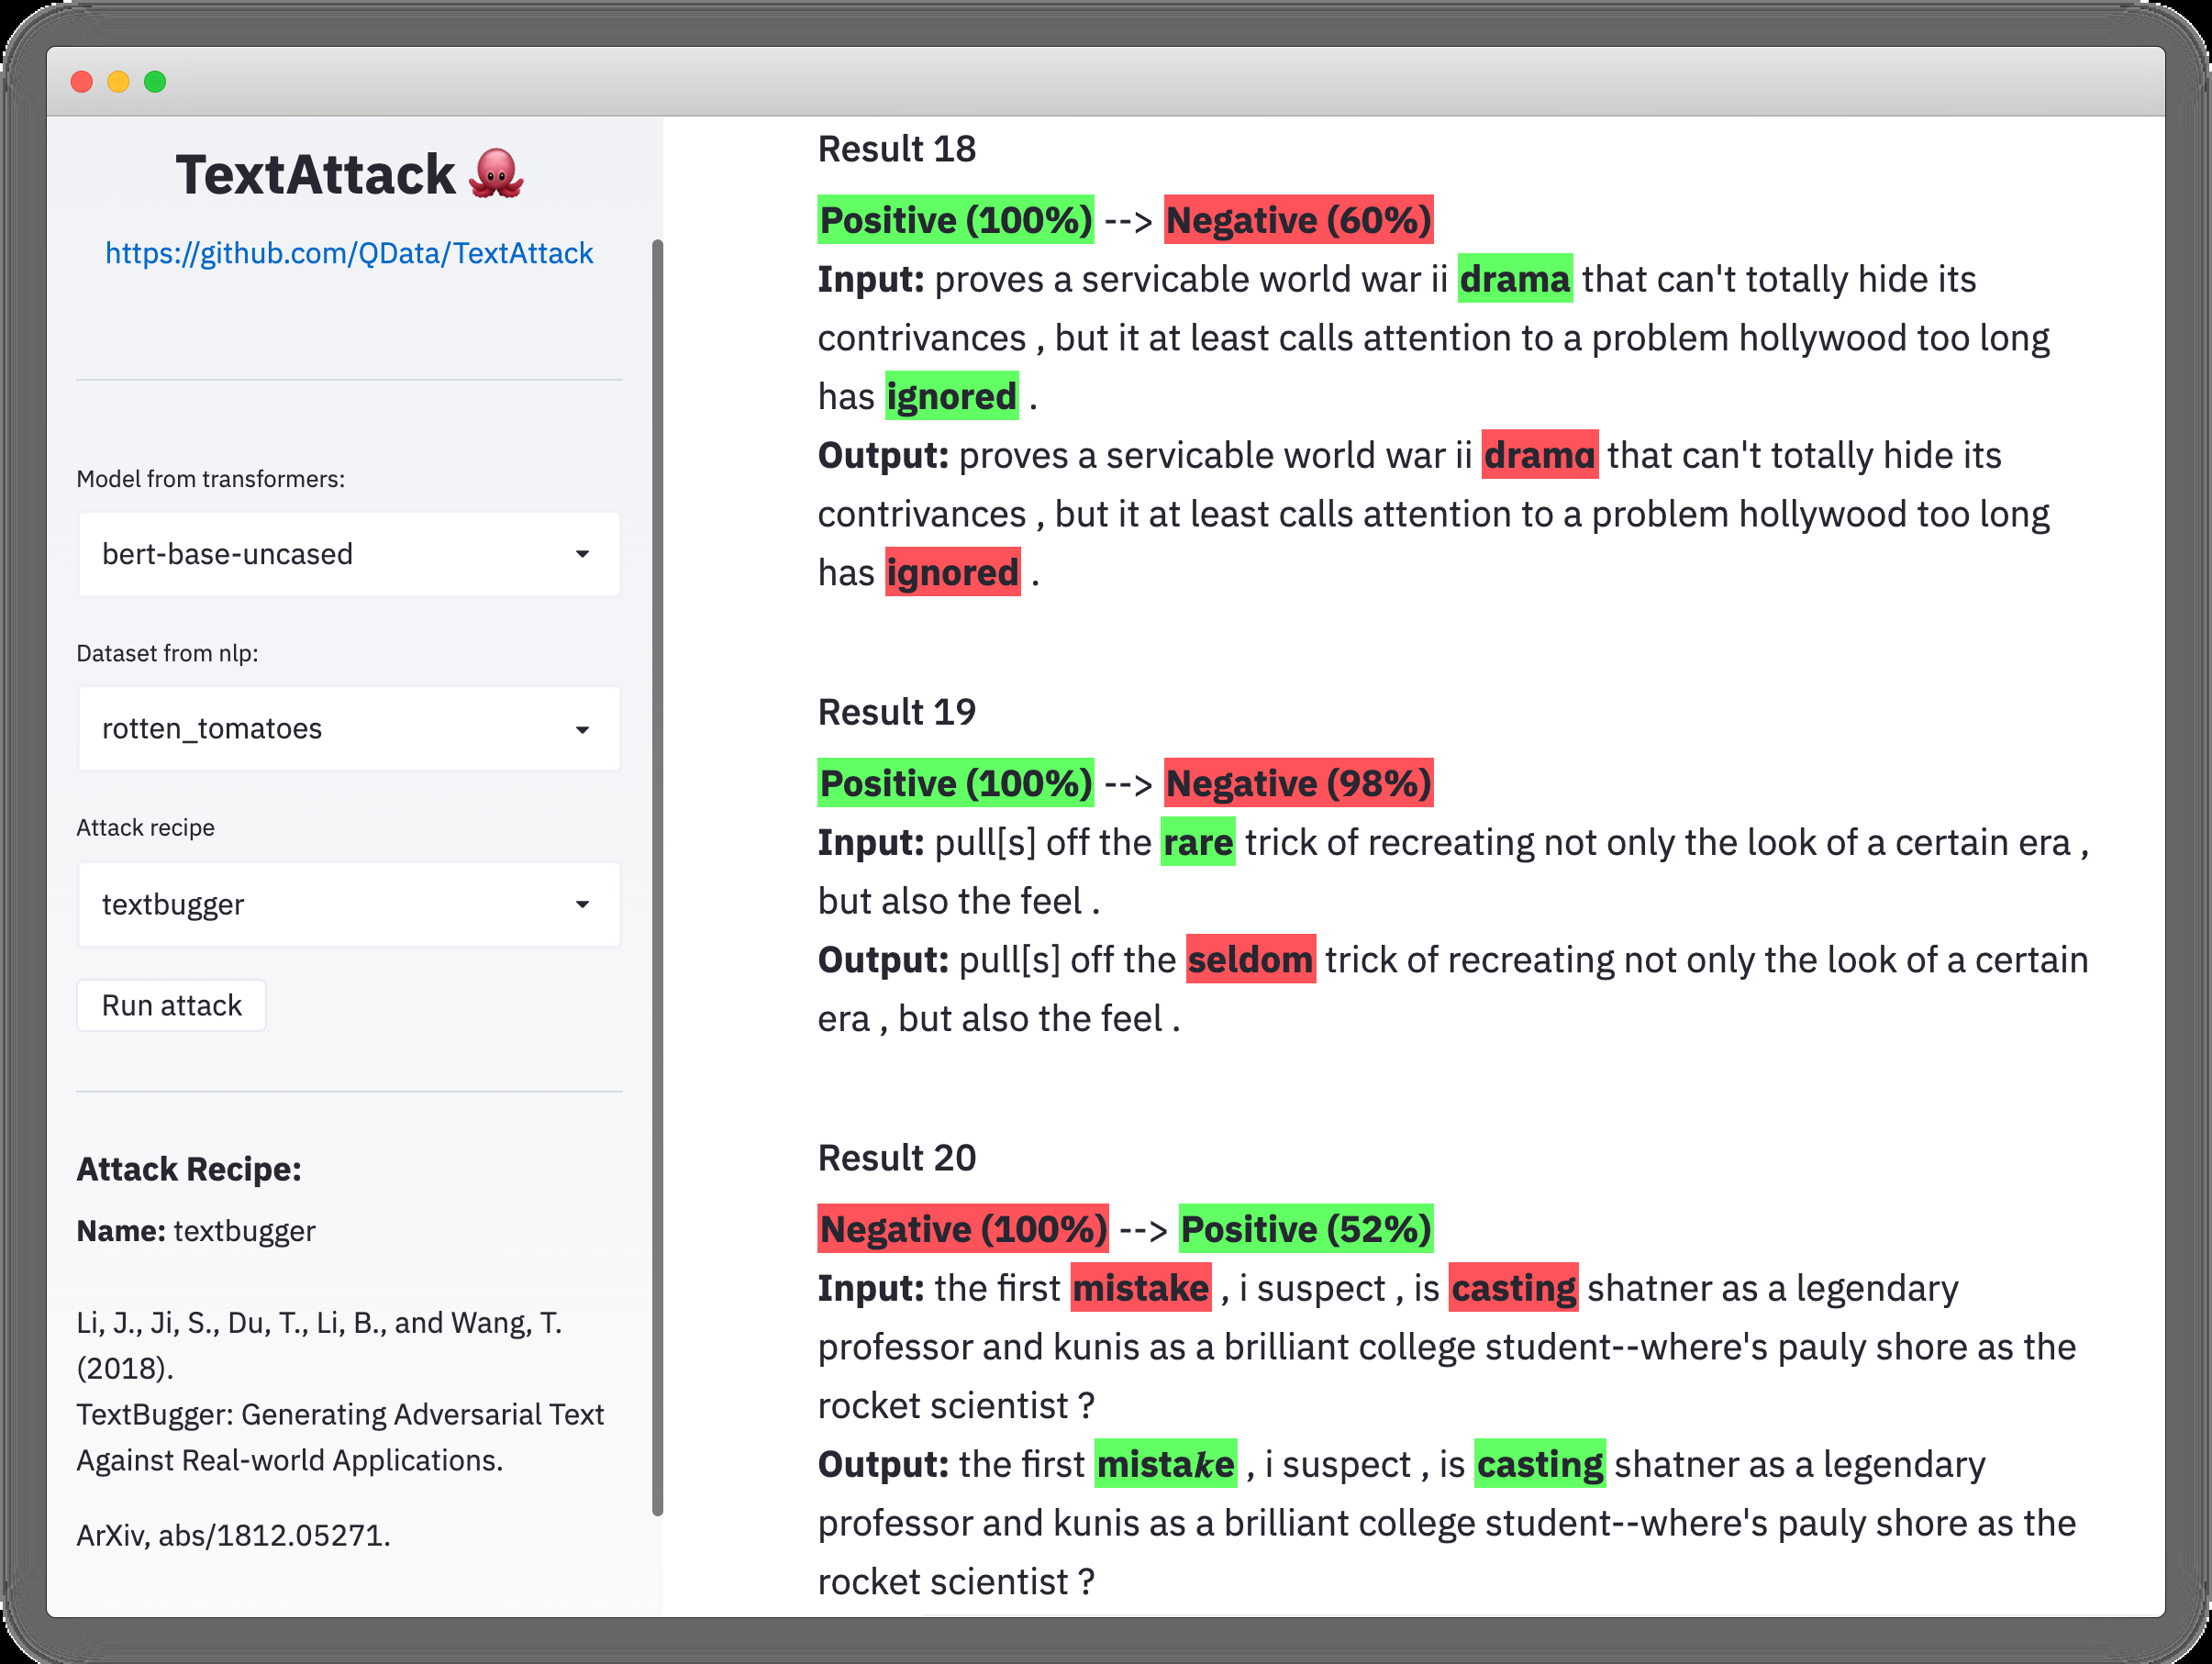 TextAttack 🐙
https://github.com/QData/TextAttack
Model from transformers:
bert-base-uncased
Dataset from nlp:
rotten_tomatoes
Attack recipe
textbugger
Run attack
Attack Recipe:
Name: textbugger
Li, J., Ji, S., Du, T., Li, B., and Wang, T.
(2018).
TextBugger: Generating Adversarial Text
Against Real-world Applications.
ArXiv, abs/1812.05271.
Result 18
Positive (100%) --> Negative (60%)
Input: proves a servicable world war ii drama that can't totally hide its
contrivances , but it at least calls attention to a problem hollywood too long
has ignored .
Output: proves a servicable world war ii dramɑ that can't totally hide its
contrivances , but it at least calls attention to a problem hollywood too long
has ignored .
Result 19
Positive (100%) --> Negative (98%)
Input: pull[s] off the rare trick of recreating not only the look of a certain era ,
but also the feel .
Output: pull[s] off the seldom trick of recreating not only the look of a certain
era , but also the feel .
Result 20
Negative (100%) --> Positive (52%)
Input: the first mistake , i suspect , is casting shatner as a legendary
professor and kunis as a brilliant college student--where's pauly shore as the
rocket scientist ?
Output: the first mista𝒌e , i suspect , is casting shatner as a legendary
professor and kunis as a brilliant college student--where's pauly shore as the
rocket scientist ?